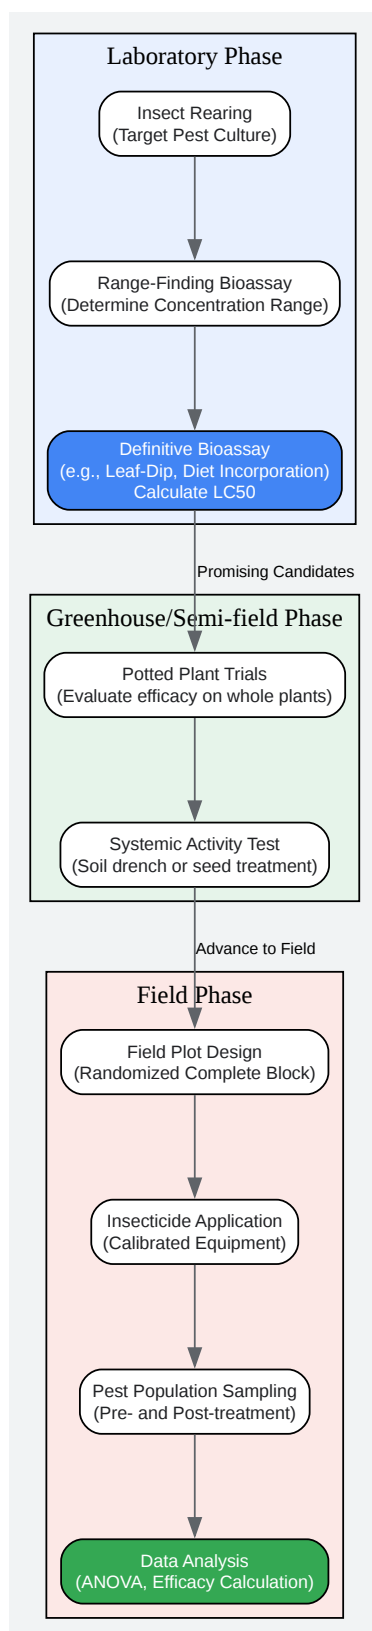 Laboratory Phase
Insect Rearing
(Target Pest Culture)
Range-Finding Bioassay
(Determine Concentration Range)
Definitive Bioassay
(e.g., Leaf-Dip, Diet Incorporation)
Calculate LC50
Promising Candidates
Greenhouse/Semi-field Phase
Potted Plant Trials
(Evaluate efficacy on whole plants)
Systemic Activity Test
(Soil drench or seed treatment)
Advance to Field
Field Phase
Field Plot Design
(Randomized Complete Block)
Insecticide Application
(Calibrated Equipment)
Pest Population Sampling
(Pre- and Post-treatment)
Data Analysis
(ANOVA, Efficacy Calculation)